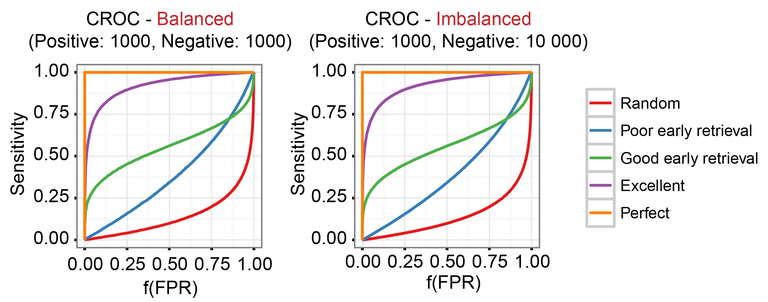 CROC - Balanced
(Positive: 1000, Negative: 1000)
Sensitivity
1.00
0.75
0.50
0.25
0.00
0.00 0.25 0.50 0.75 1.00
f(FPR)
CROC - Imbalanced
(Positive: 1000, Negative: 10 000)
Sensitivity
1.00
0.75
0.50
0.25
0.00
0.00 0.25 0.50 0.75 1.00
f(FPR)
Random
Poor early retrieval
Good early retrieval
Excellent
Perfect